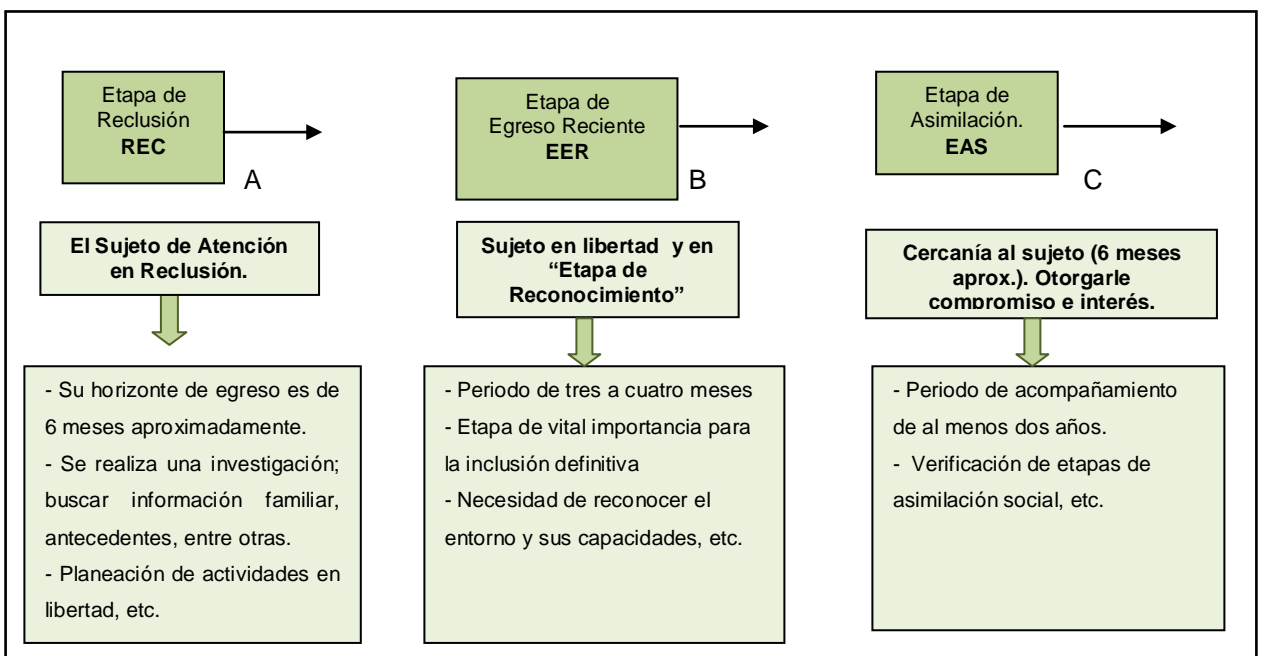 Etapa de
Reclusión
REC
A
El Sujeto de Atención
en Reclusión.
- Su horizonte de egreso es de
6 meses aproximadamente.
- Se realiza una investigación;
buscar información familiar,
antecedentes, entre otras.
- Planeación de actividades en
libertad, etc.
Etapa de
Egreso Reciente
EER
B
Sujeto en libertad y en
“Etapa de
Reconocimiento”
- Periodo de tres a cuatro meses
- Etapa de vital importancia para
la inclusión definitiva
- Necesidad de reconocer el
entorno y sus capacidades, etc.
Etapa de
Asimilación.
EAS
C
Cercanía al sujeto (6 meses
aprox.). Otorgarle
compromiso e interés.
- Periodo de acompañamiento
de al menos dos años.
- Verificación de etapas de
asimilación social, etc.